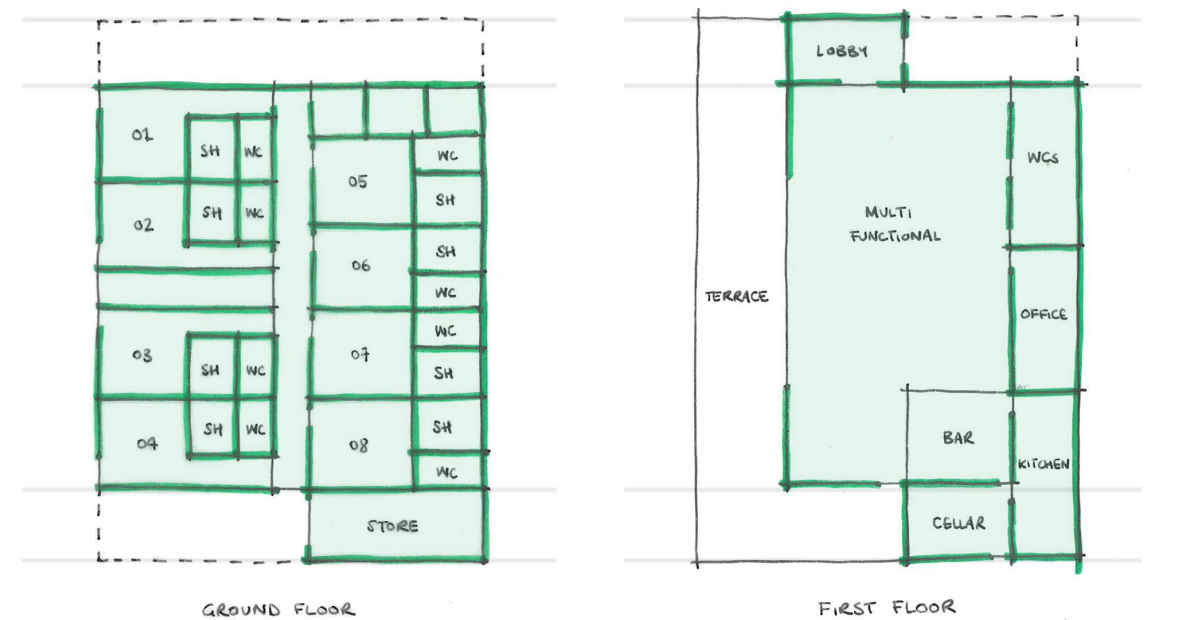 01
SH
WC
02
SH
WC
03
SH
WC
04
SH
WC
05
WC
SH
06
SH
WC
07
WC
SH
08
SH
WC
STORE
GROUND FLOOR
LOBBY
TERRACE
MULTI
FUNCTIONAL
WCs
OFFICE
BAR
KITCHEN
CELLAR
FIRST FLOOR